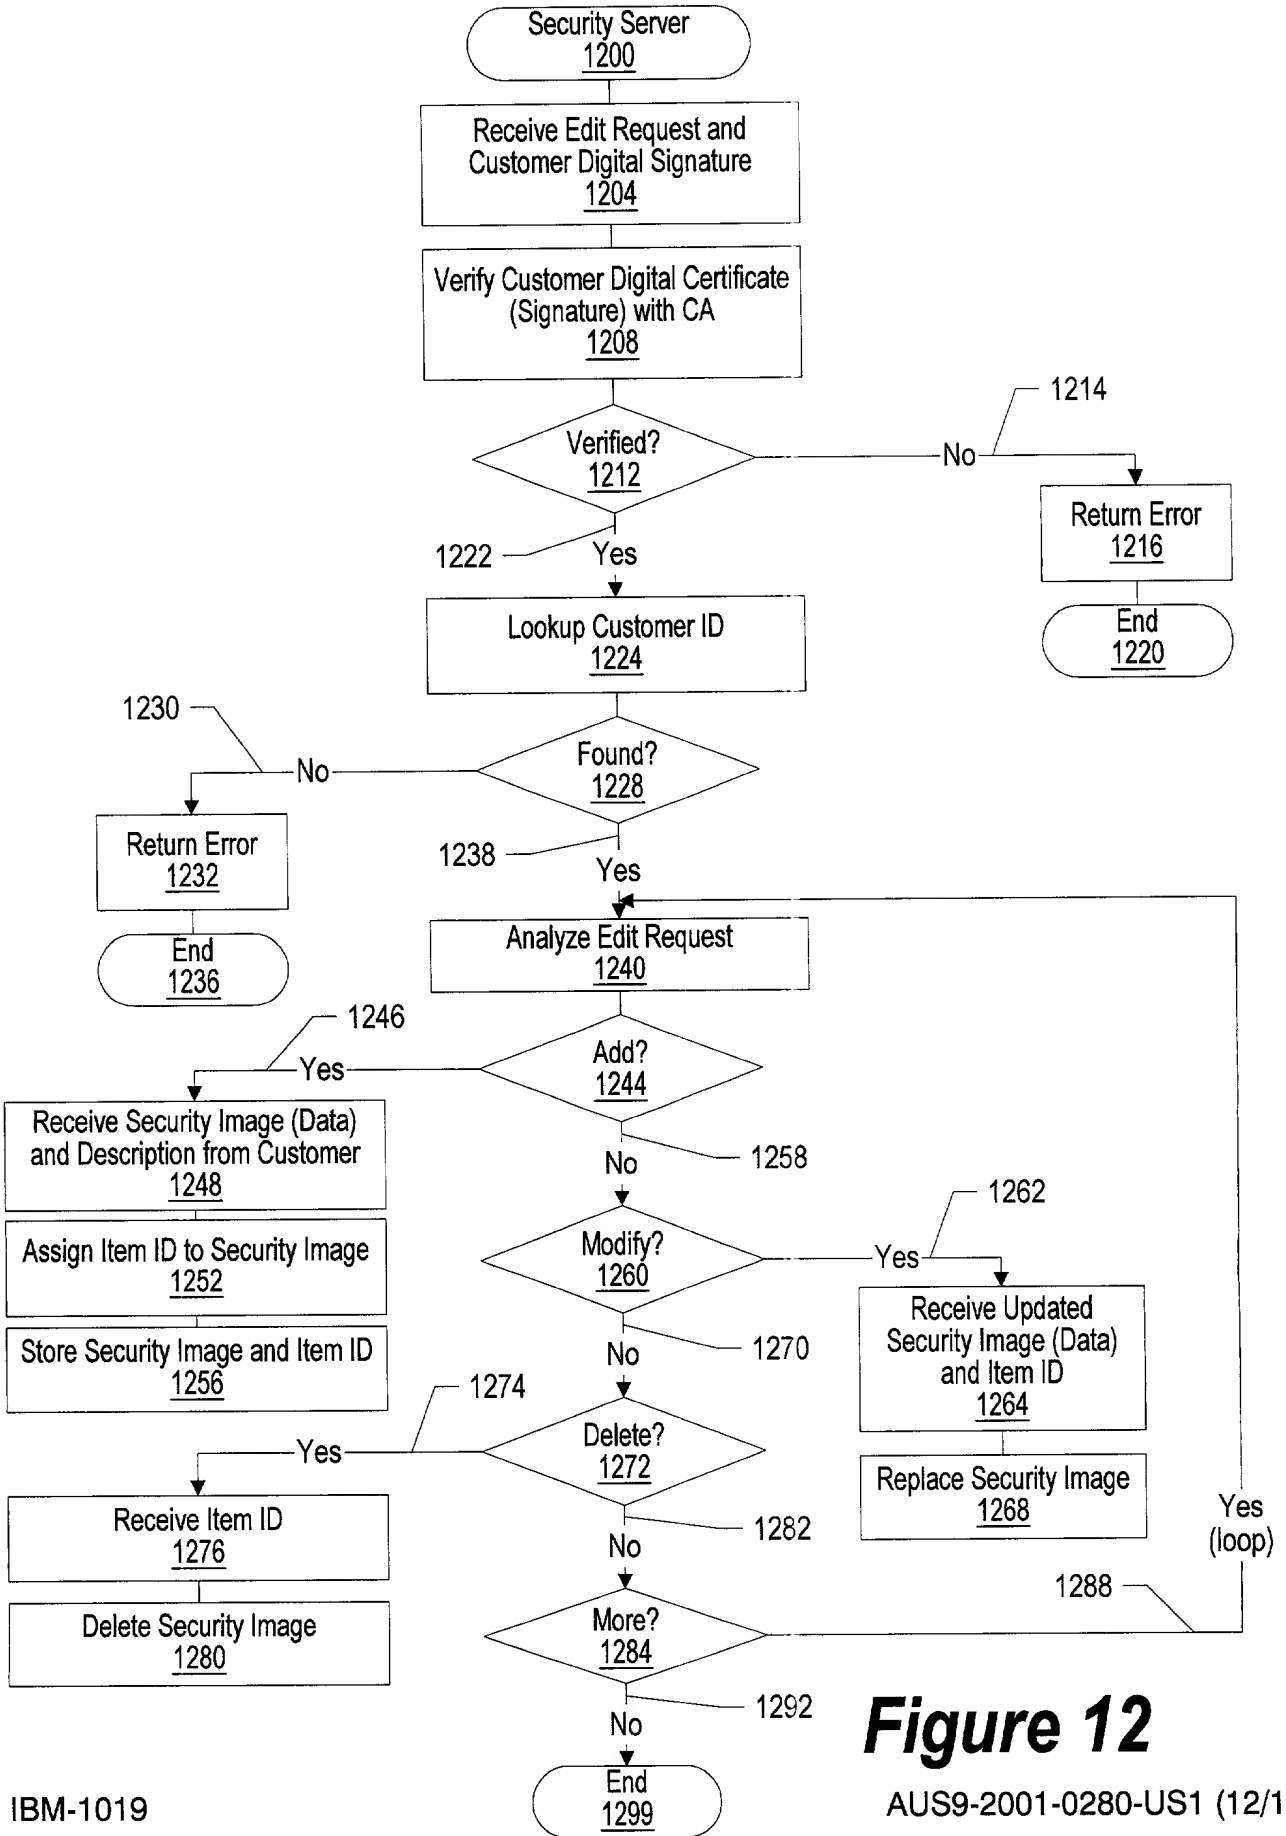 Security Server
1200
Receive Edit Request and
Customer Digital Signature
1204
Verify Customer Digital Certificate
(Signature) with CA
1208
1214
Verified?
1212
No
Return Error
1216
1222
Yes
End
1220
Lookup Customer ID
1224
1230
Found?
1228
No
Return Error
1232
1238
Yes
End
1236
Analyze Edit Request
1240
1246
Add?
1244
Yes
Receive Security Image (Data)
and Description from Customer
1248
1258
No
1262
Assign Item ID to Security Image
1252
Modify?
1260
Yes
Receive Updated
Security Image (Data)
and Item ID
1264
Store Security Image and Item ID
1256
1270
No
1274
Delete?
1272
Yes
Replace Security Image
1268
Yes
(loop)
Receive Item ID
1276
1282
No
1288
Delete Security Image
1280
More?
1284
1292
No
Figure 12
End
1299
IBM-1019
AUS9-2001-0280-US1 (12/1